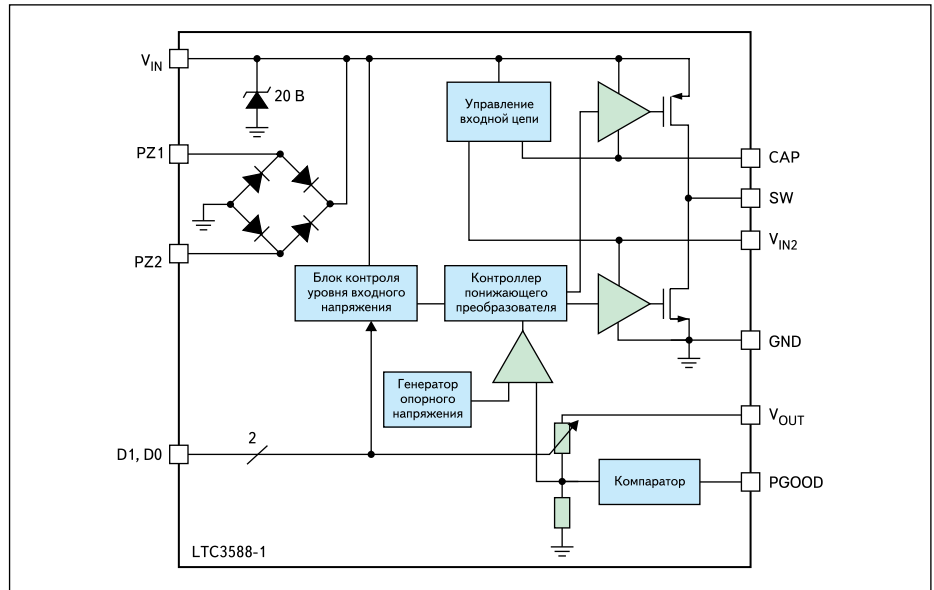 V_IN
20 В
Управление
входной цепи
PZ1
CAP
SW
V_IN2
PZ2
Блок контроля
уровня входного
напряжения
Контроллер
понижающего
преобразователя
GND
Генератор
опорного
напряжения
V_OUT
D1, D0
2
Компаратор
PGOOD
LTC3588-1